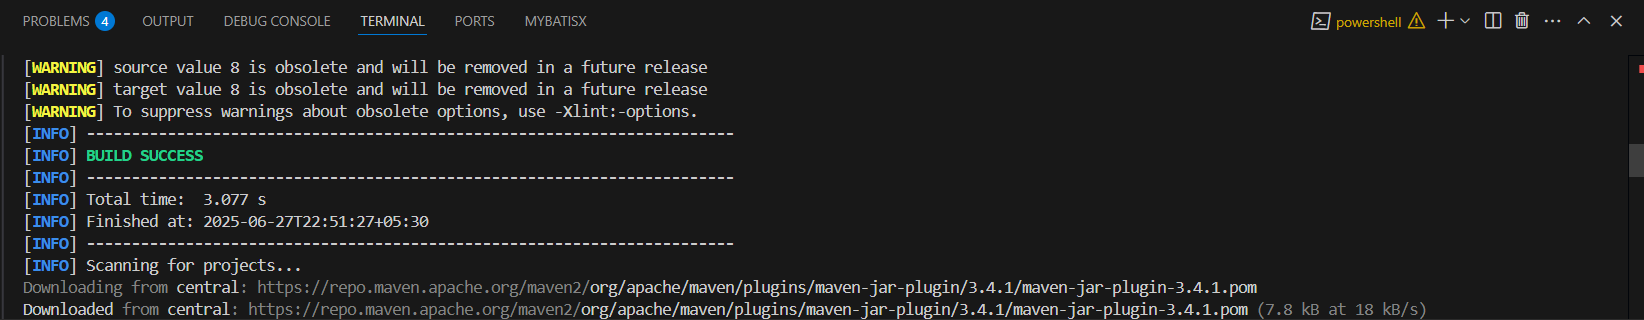 PROBLEMS 4 OUTPUT DEBUG CONSOLE TERMINAL PORTS MYBATISX powershell
[WARNING] source value 8 is obsolete and will be removed in a future release
[WARNING] target value 8 is obsolete and will be removed in a future release
[WARNING] To suppress warnings about obsolete options, use -Xlint:-options.
[INFO] ------------------------------------------------------------------------
[INFO] BUILD SUCCESS
[INFO] ------------------------------------------------------------------------
[INFO] Total time:  3.077 s
[INFO] Finished at: 2025-06-27T22:51:27+05:30
[INFO] ------------------------------------------------------------------------
[INFO] Scanning for projects...
Downloading from central: https://repo.maven.apache.org/maven2/org/apache/maven/plugins/maven-jar-plugin/3.4.1/maven-jar-plugin-3.4.1.pom
Downloaded from central: https://repo.maven.apache.org/maven2/org/apache/maven/plugins/maven-jar-plugin/3.4.1/maven-jar-plugin-3.4.1.pom (7.8 kB at 18 kB/s)